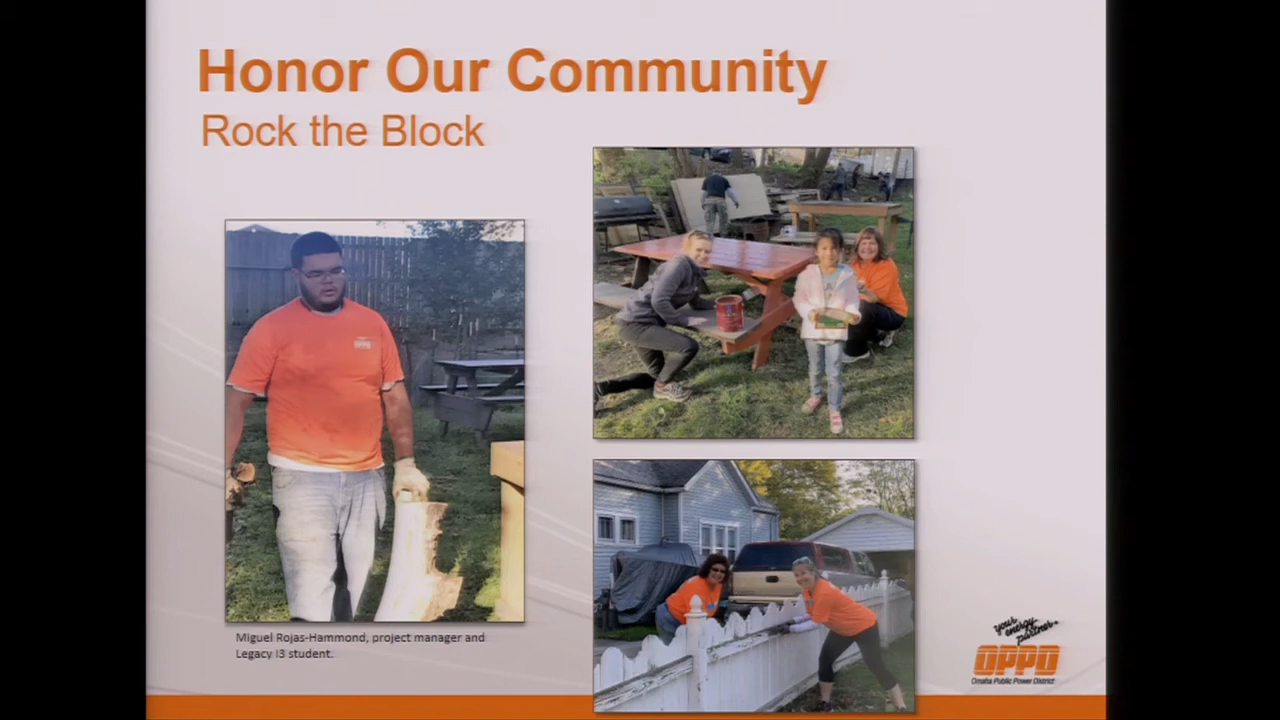 Honor Our Community
Rock the Block
Miguel Rojas-Hammond, project manager and
Legacy I3 student.
your
energy
partner
OPPD
Omaha Public Power District
OPPD